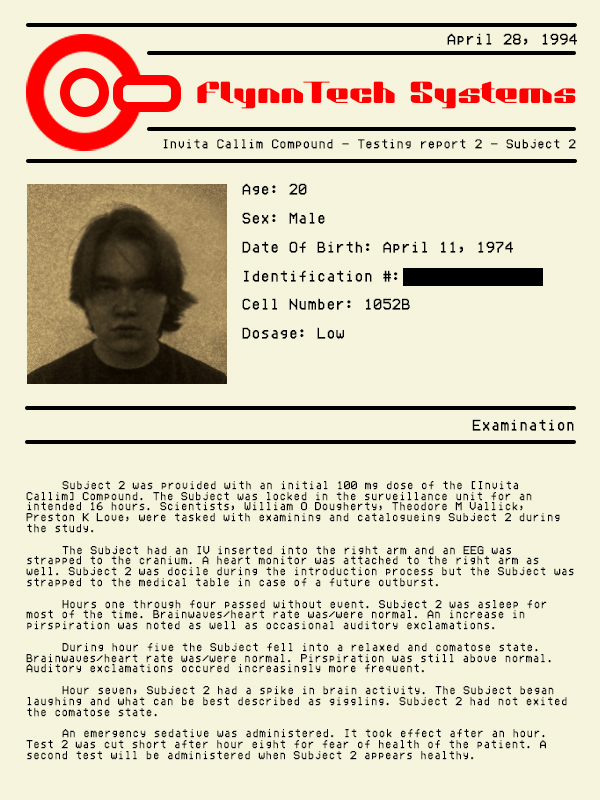 April 28, 1994
FlynnTech Systems
Invita Callim Compound - Testing report 2 - Subject 2
Age: 20
Sex: Male
Date Of Birth: April 11, 1974
Identification #:
Cell Number: 1052B
Dosage: Low
Examination
Subject 2 was provided with an initial 100 mg dose of the [Invita
Callim] Compound. The Subject was locked in the surveillance unit for an
intended 16 hours. Scientists, William O Dougherty, Theodore M Vallick,
Preston K Love, were tasked with examining and catalogueing Subject 2 during
the study.
The Subject had an IV inserted into the right arm and an EEG was
strapped to the cranium. A heart monitor was attached to the right arm as
well. Subject 2 was docile during the introduction process but the Subject was
strapped to the medical table in case of a future outburst.
Hours one through four passed without event. Subject 2 was asleep for
most of the time. Brainwaves/heart rate was/were normal. An increase in
pirspiration was noted as well as occasional auditory exclamations.
During hour five the Subject fell into a relaxed and comatose state.
Brainwaves/heart rate was/were normal. Pirspiration was still above normal.
Auditory exclamations occured increasingly more frequent.
Hour seven, Subject 2 had a spike in brain activity. The Subject began
laughing and what can be best described as giggling. Subject 2 had not exited
the comatose state.
An emergency sedative was administered. It took effect after an hour.
Test 2 was cut short after hour eight for fear of health of the patient. A
second test will be administered when Subject 2 appears healthy.